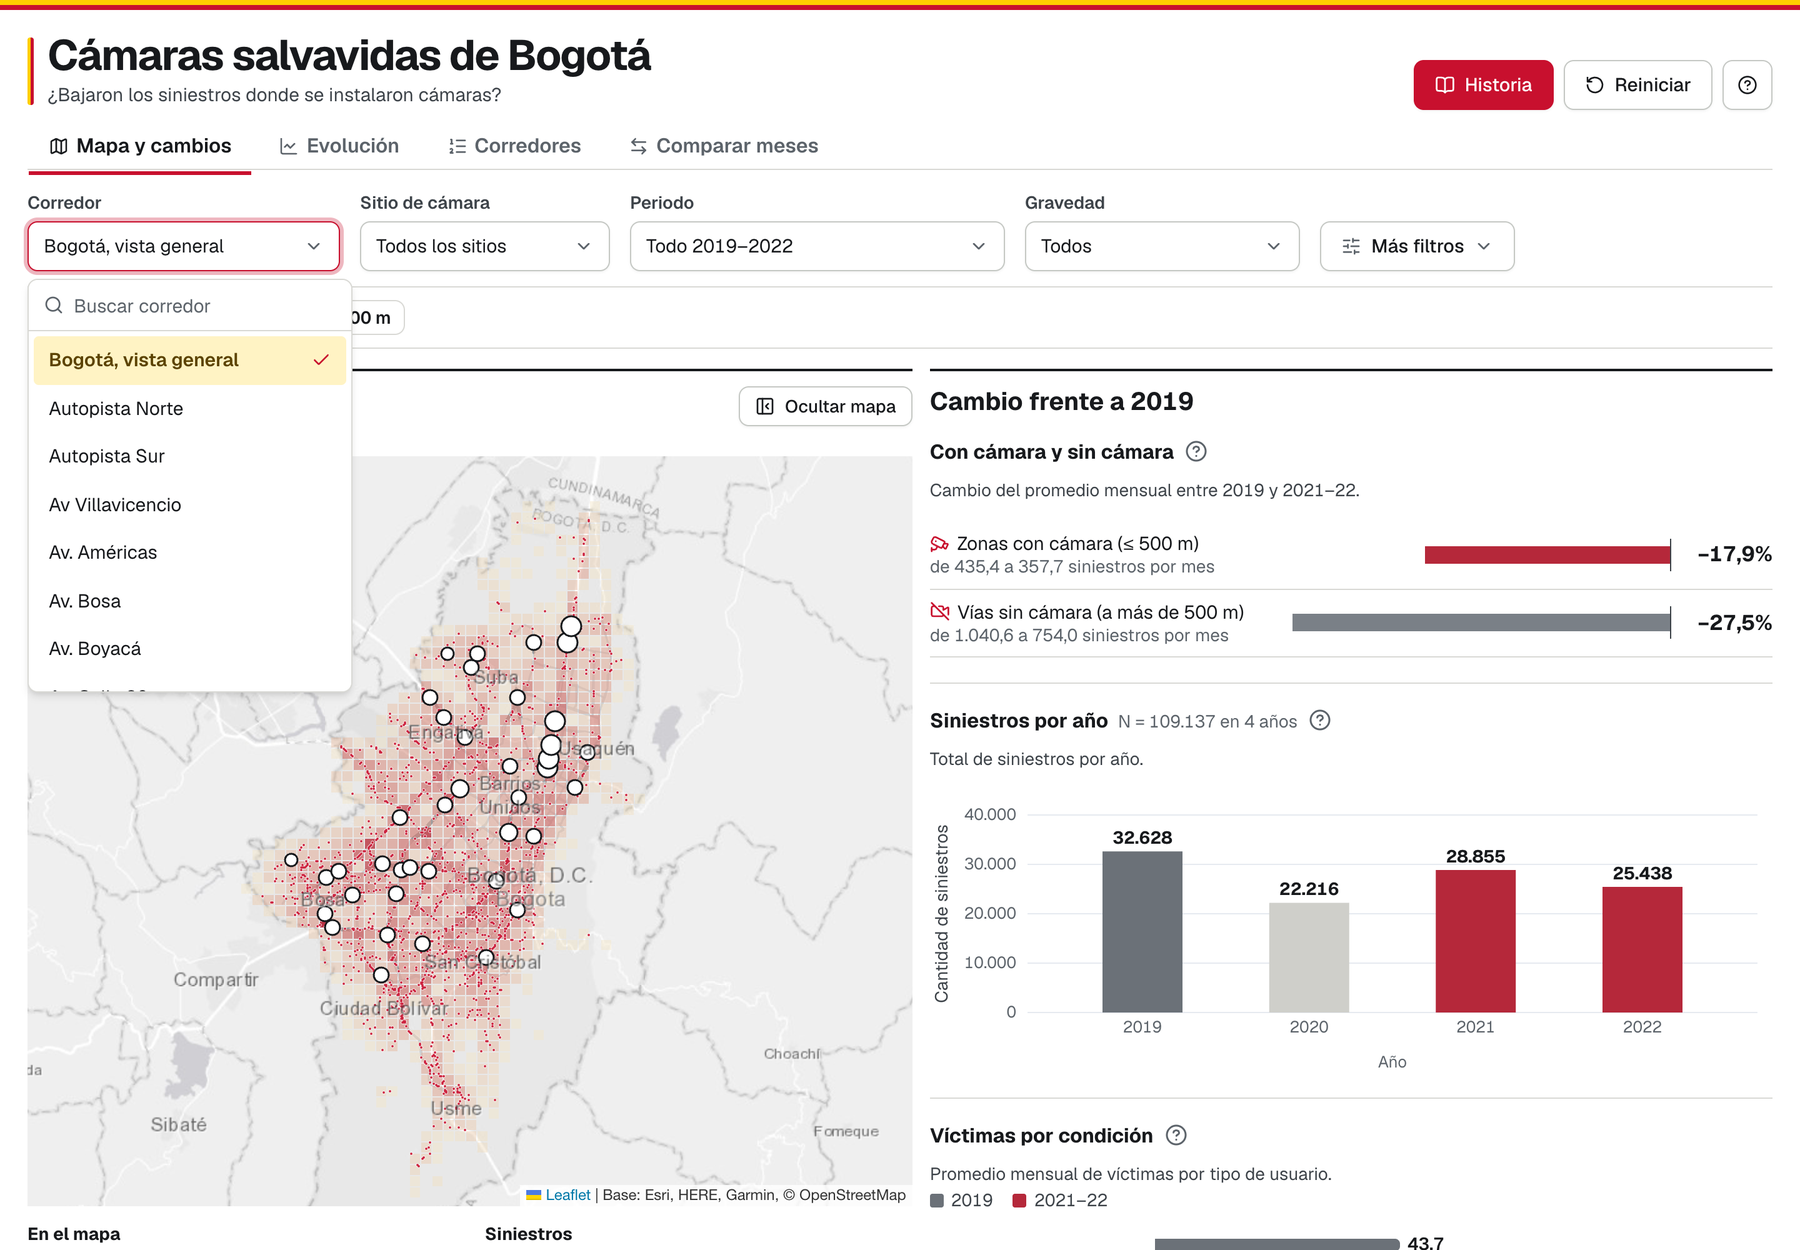 Cámaras salvavidas de Bogotá
¿Bajaron los siniestros donde se instalaron cámaras?
Historia
Reiniciar
Mapa y cambios
Evolución
Corredores
Comparar meses
Corredor
Sitio de cámara
Periodo
Gravedad
Bogotá, vista general
Todos los sitios
Todo 2019–2022
Todos
Más filtros
Buscar corredor
00 m
Bogotá, vista general
Autopista Norte
Autopista Sur
Av Villavicencio
Av. Américas
Av. Bosa
Av. Boyacá
Ocultar mapa
CUNDINAMARCA
BOGOTÁ, D.C.
Suba
Engativá
Usaquén
Barrios
Unidos
Bogotá, D.C.
Bogota
Bosa
San Cristóbal
Compartir
Ciudad Bolívar
Choachí
da
Usme
Sibaté
Fomeque
Leaflet | Base: Esri, HERE, Garmin, © OpenStreetMap
En el mapa
Siniestros
Cambio frente a 2019
Con cámara y sin cámara
Cambio del promedio mensual entre 2019 y 2021–22.
Zonas con cámara (≤ 500 m)
de 435,4 a 357,7 siniestros por mes
−17,9%
Vías sin cámara (a más de 500 m)
de 1.040,6 a 754,0 siniestros por mes
−27,5%
Siniestros por año N = 109.137 en 4 años
Total de siniestros por año.
Cantidad de siniestros
40.000
30.000
20.000
10.000
0
32.628
22.216
28.855
25.438
2019
2020
2021
2022
Año
Víctimas por condición
Promedio mensual de víctimas por tipo de usuario.
2019
2021–22
43,7